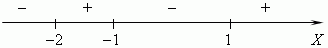 − + − +
−2 −1 1 X